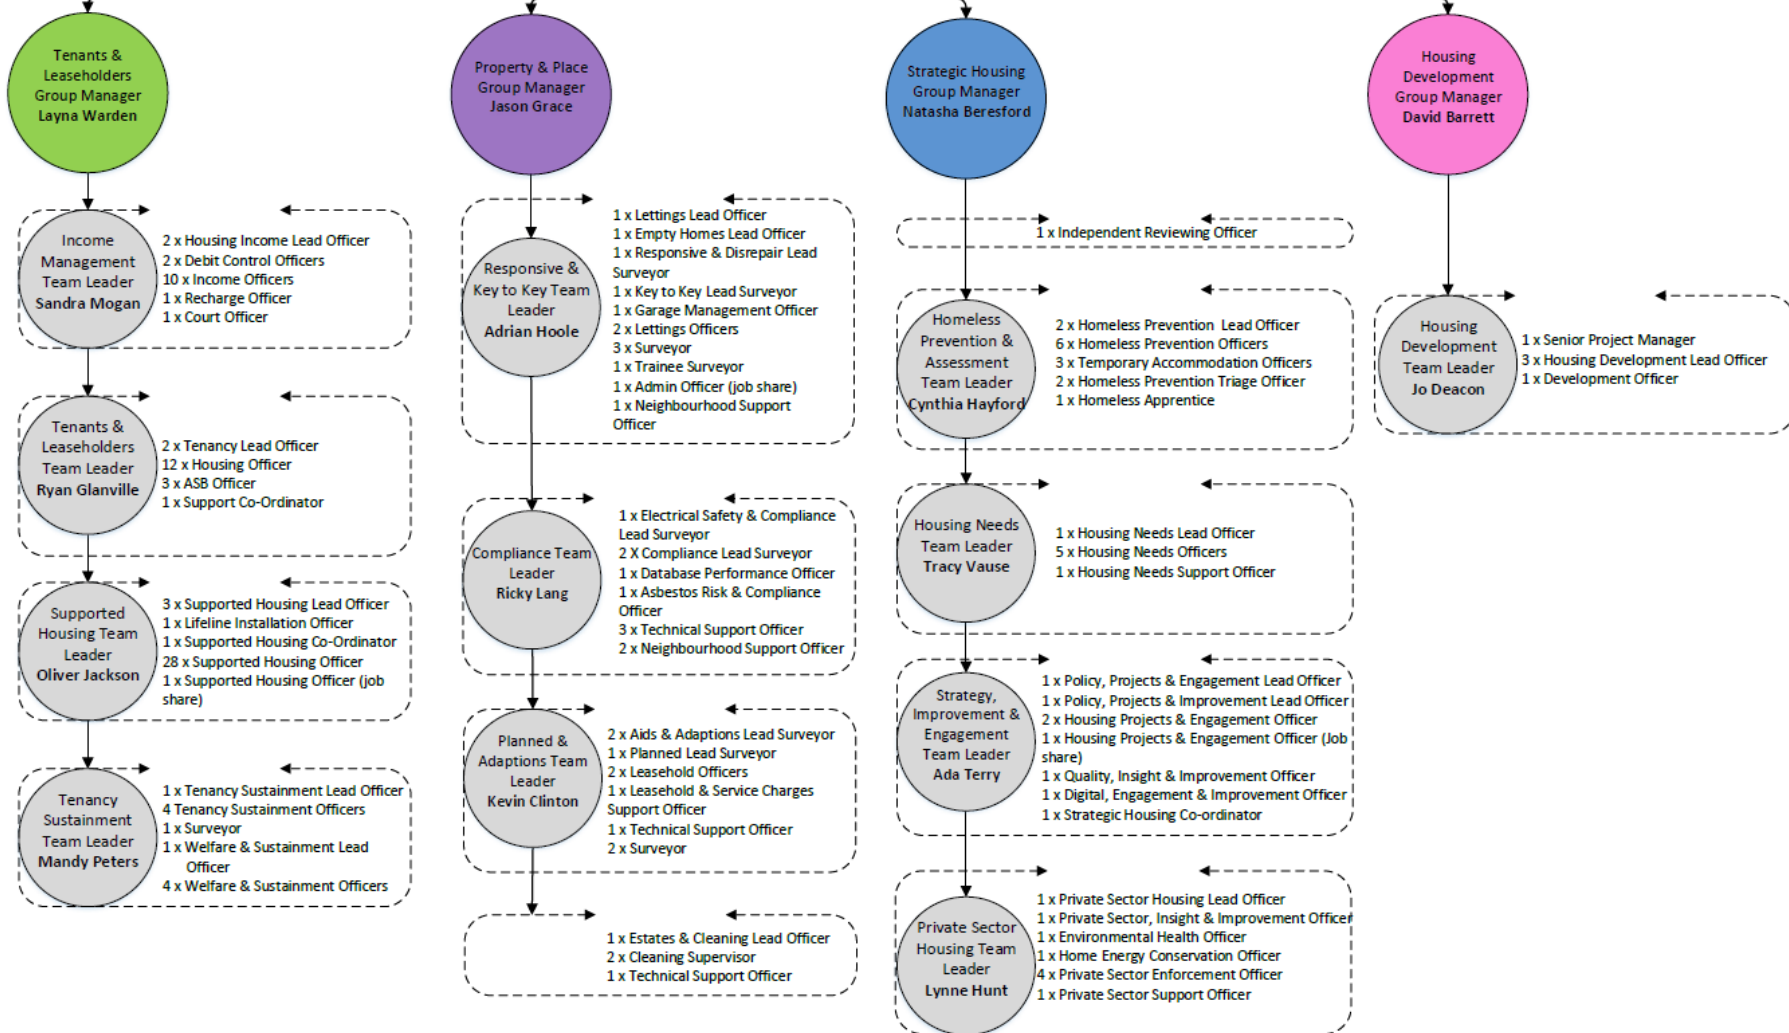 Tenants &
Leaseholders
Group Manager
Layna Warden
Income
Management
Team Leader
Sandra Mogan
2 x Housing Income Lead Officer
2 x Debit Control Officers
10 x Income Officers
1 x Recharge Officer
1 x Court Officer
Tenants &
Leaseholders
Team Leader
Ryan Glanville
2 x Tenancy Lead Officer
12 x Housing Officer
3 x ASB Officer
1 x Support Co-Ordinator
Supported
Housing Team
Leader
Oliver Jackson
3 x Supported Housing Lead Officer
1 x Lifeline Installation Officer
1 x Supported Housing Co-Ordinator
28 x Supported Housing Officer
1 x Supported Housing Officer (job
share)
Tenancy
Sustainment
Team Leader
Mandy Peters
1 x Tenancy Sustainment Lead Officer
4 Tenancy Sustainment Officers
1 x Surveyor
1 x Welfare & Sustainment Lead
Officer
4 x Welfare & Sustainment Officers
Property & Place
Group Manager
Jason Grace
Responsive &
Key to Key Team
Leader
Adrian Hoole
1 x Lettings Lead Officer
1 x Empty Homes Lead Officer
1 x Responsive & Disrepair Lead
Surveyor
1 x Key to Key Lead Surveyor
1 x Garage Management Officer
2 x Lettings Officers
3 x Surveyor
1 x Trainee Surveyor
1 x Admin Officer (job share)
1 x Neighbourhood Support
Officer
Compliance Team
Leader
Ricky Lang
1 x Electrical Safety & Compliance
Lead Surveyor
2 X Compliance Lead Surveyor
1 x Database Performance Officer
1 x Asbestos Risk & Compliance
Officer
3 x Technical Support Officer
2 x Neighbourhood Support Officer
Planned &
Adaptions Team
Leader
Kevin Clinton
2 x Aids & Adaptions Lead Surveyor
1 x Planned Lead Surveyor
2 x Leasehold Officers
1 x Leasehold & Service Charges
Support Officer
1 x Technical Support Officer
2 x Surveyor
1 x Estates & Cleaning Lead Officer
2 x Cleaning Supervisor
1 x Technical Support Officer
Strategic Housing
Group Manager
Natasha Beresford
1 x Independent Reviewing Officer
Homeless
Prevention &
Assessment
Team Leader
Cynthia Hayford
2 x Homeless Prevention Lead Officer
6 x Homeless Prevention Officers
3 x Temporary Accommodation Officers
2 x Homeless Prevention Triage Officer
1 x Homeless Apprentice
Housing Needs
Team Leader
Tracy Vause
1 x Housing Needs Lead Officer
5 x Housing Needs Officers
1 x Housing Needs Support Officer
Strategy,
Improvement &
Engagement
Team Leader
Ada Terry
1 x Policy, Projects & Engagement Lead Officer
1 x Policy, Projects & Improvement Lead Officer
2 x Housing Projects & Engagement Officer
1 x Housing Projects & Engagement Officer (Job
share)
1 x Quality, Insight & Improvement Officer
1 x Digital, Engagement & Improvement Officer
1 x Strategic Housing Co-ordinator
Private Sector
Housing Team
Leader
Lynne Hunt
1 x Private Sector Housing Lead Officer
1 x Private Sector, Insight & Improvement Officer
1 x Environmental Health Officer
1 x Home Energy Conservation Officer
4 x Private Sector Enforcement Officer
1 x Private Sector Support Officer
Housing
Development
Group Manager
David Barrett
Housing
Development
Team Leader
Jo Deacon
1 x Senior Project Manager
3 x Housing Development Lead Officer
1 x Development Officer